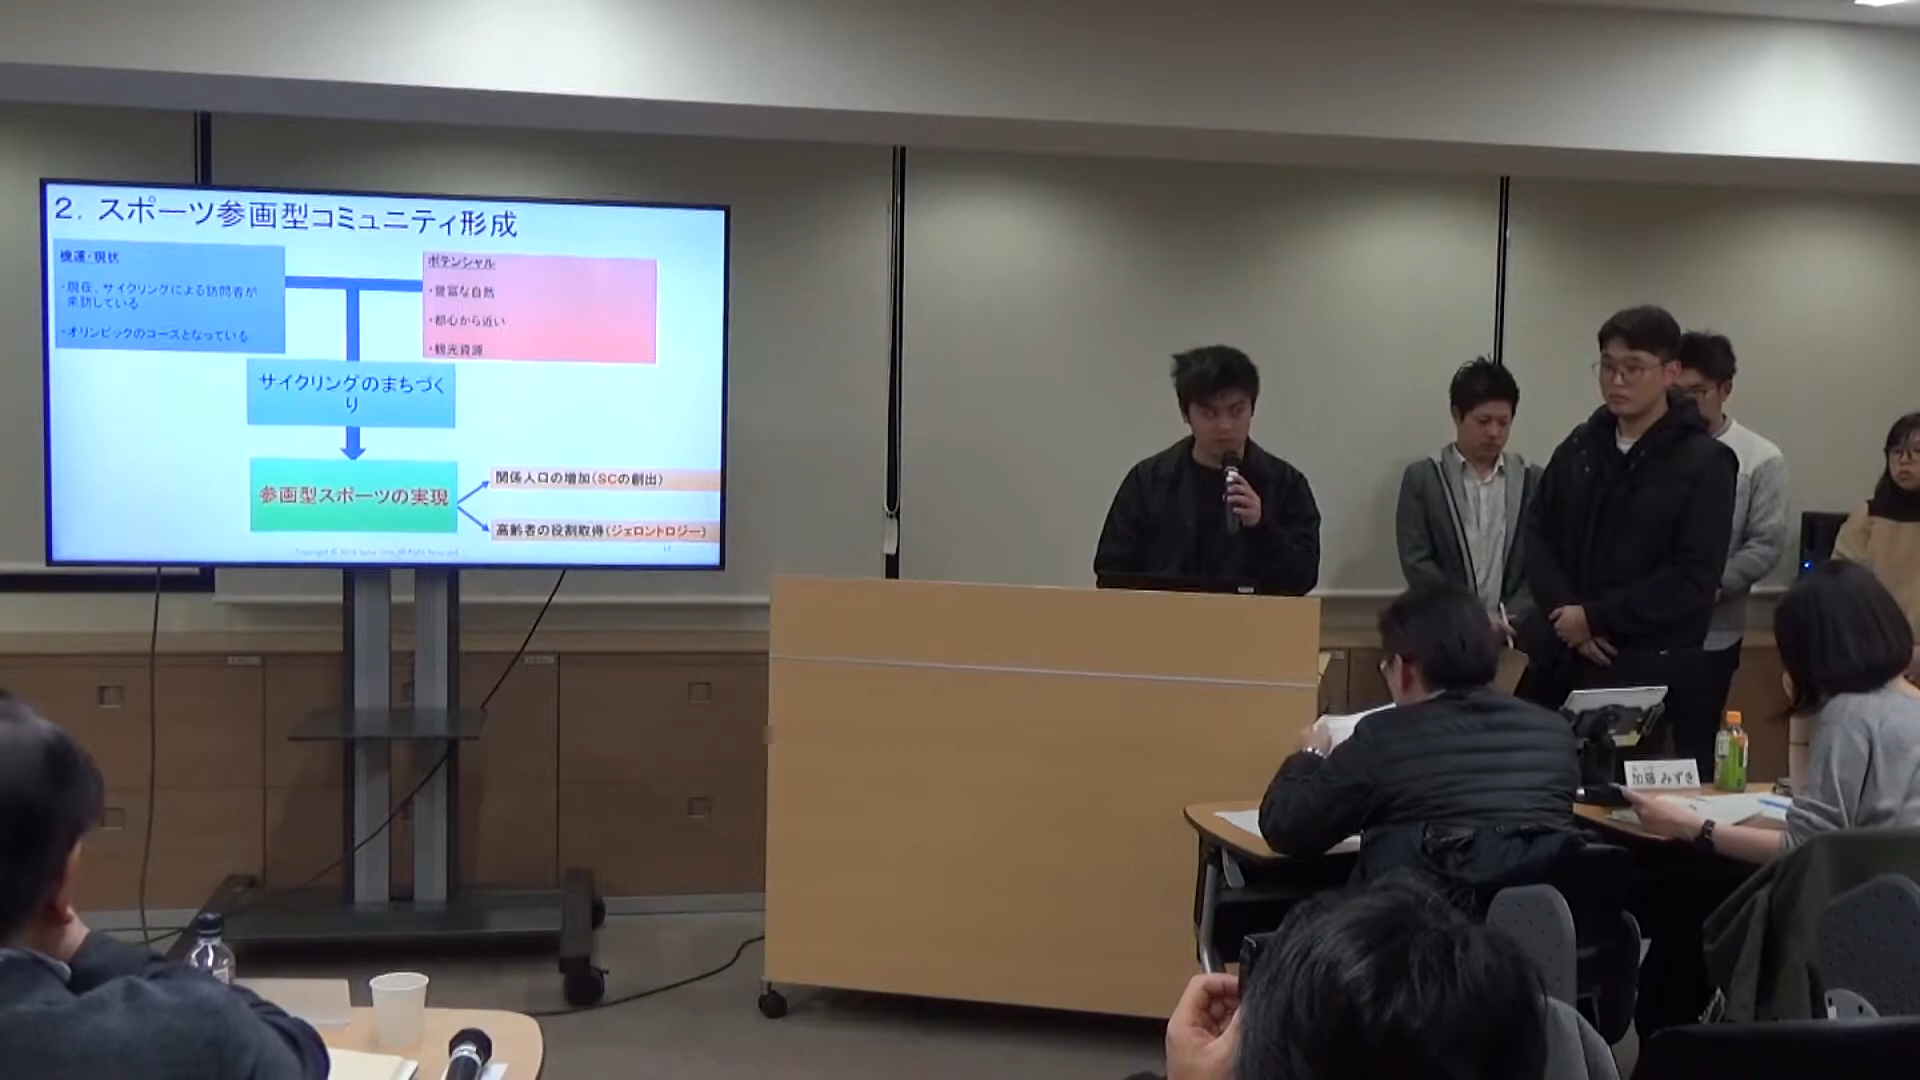 2. スポーツ参画型コミュニティ形成
機運・現状
・現在、サイクリングによる訪問者が
来訪している
・オリンピックのコースとなっている
ポテンシャル
・豊富な自然
・都心から近い
・観光資源
サイクリングのまちづく
り
参画型スポーツの実現
関係人口の増加(SCの創出)
高齢者の役割取得(ジェロントロジー)
加藤 みずき